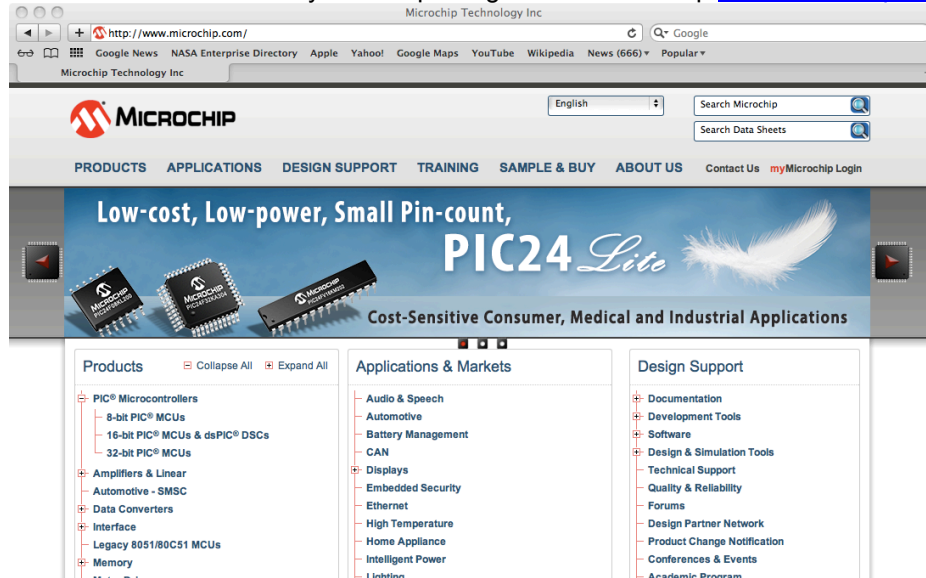 Microchip Technology Inc
http://www.microchip.com/
Google
Google News NASA Enterprise Directory Apple Yahoo! Google Maps YouTube Wikipedia News (666) Popular
Microchip Technology Inc
MICROCHIP
English
Search Microchip
Search Data Sheets
PRODUCTS APPLICATIONS DESIGN SUPPORT TRAINING SAMPLE & BUY ABOUT US Contact Us myMicrochip Login
Low-cost, Low-power, Small Pin-count,
PIC24 Lite
MICROCHIP
MICROCHIP
PIC24F32KA304
MICROCHIP
Cost-Sensitive Consumer, Medical and Industrial Applications
Products Collapse All Expand All
PIC® Microcontrollers
8-bit PIC® MCUs
16-bit PIC® MCUs & dsPIC® DSCs
32-bit PIC® MCUs
Amplifiers & Linear
Automotive - SMSC
Data Converters
Interface
Legacy 8051/80C51 MCUs
Memory
Applications & Markets
Audio & Speech
Automotive
Battery Management
CAN
Displays
Embedded Security
Ethernet
High Temperature
Home Appliance
Intelligent Power
Lighting
Design Support
Documentation
Development Tools
Software
Design & Simulation Tools
Technical Support
Quality & Reliability
Forums
Design Partner Network
Product Change Notification
Conferences & Events
Academic Program